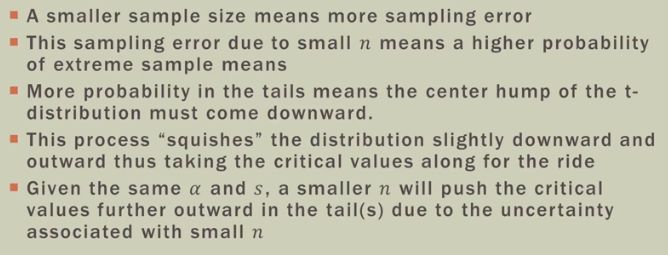 ▪ A smaller sample size means more sampling error
▪ This sampling error due to small n means a higher probability
of extreme sample means
▪ More probability in the tails means the center hump of the t-
distribution must come downward.
▪ This process “squishes” the distribution slightly downward and
outward thus taking the critical values along for the ride
▪ Given the same α and s, a smaller n will push the critical
values further outward in the tail(s) due to the uncertainty
associated with small n